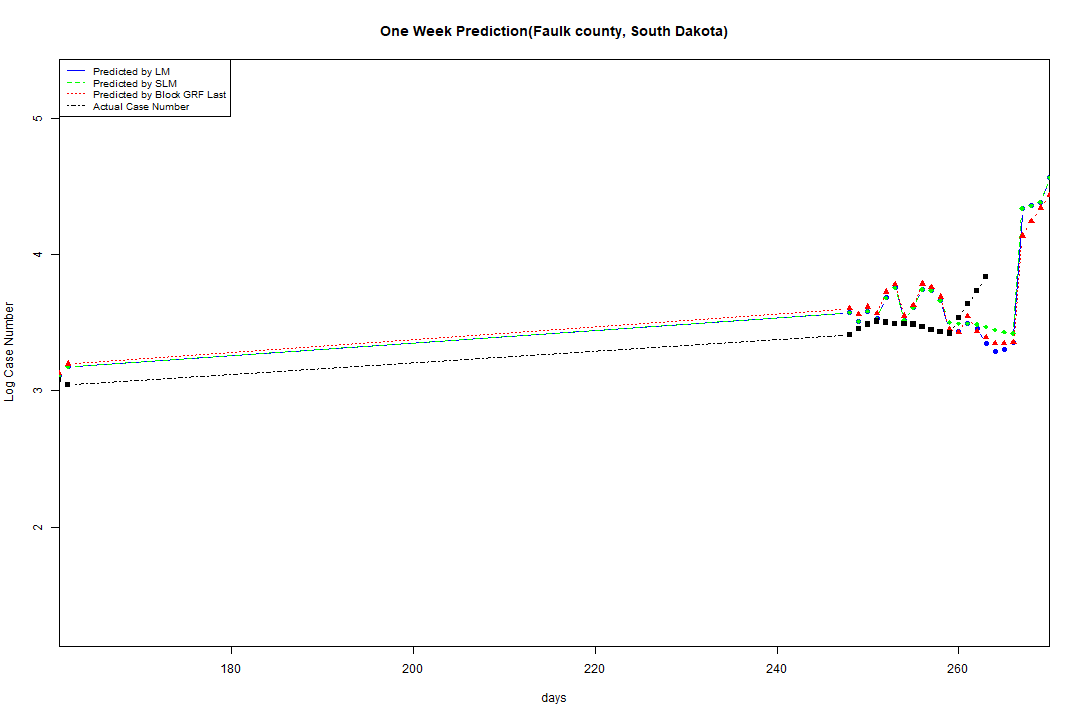 One Week Prediction(Faulk county, South Dakota)
Predicted by LM
Predicted by SLM
Predicted by Block GRF Last
Actual Case Number
5
4
3
2
Log Case Number
180 200 220 240 260
days